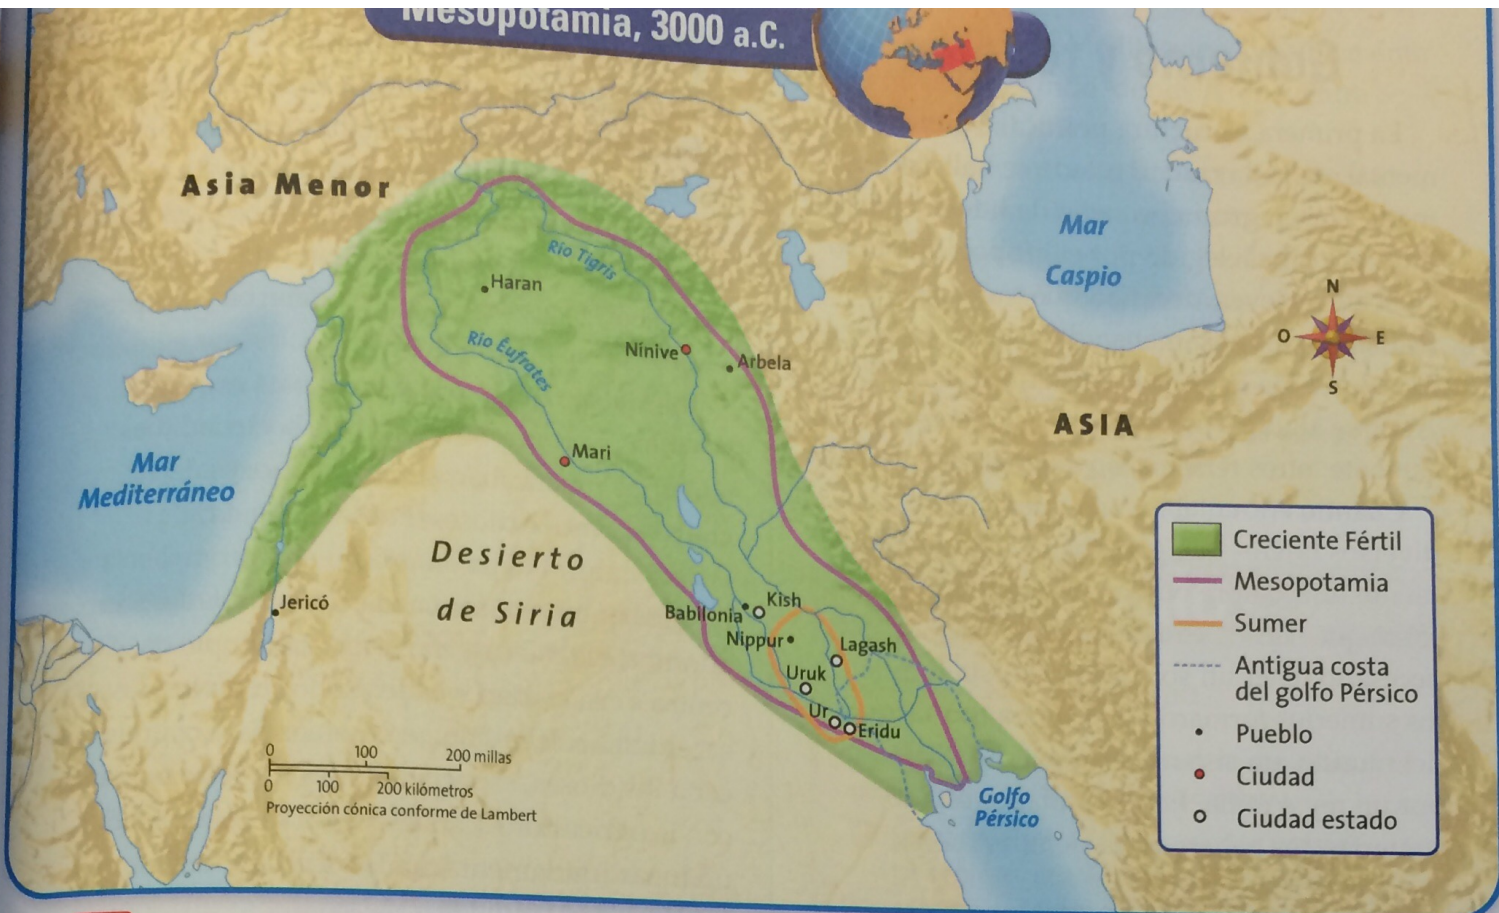 Mesopotamia, 3000 a.C.
Asia Menor
Mar
Caspio
Río Tigris
Haran
Río Éufrates
Nínive
Arbela
N
O
E
S
ASIA
Mari
Mar
Mediterráneo
Desierto
de Siria
Jericó
Kish
Babilonia
Nippur
Lagash
Uruk
Ur
Eridu
Golfo
Pérsico
0 100 200 millas
0 100 200 kilómetros
Proyección cónica conforme de Lambert
Creciente Fértil
Mesopotamia
Sumer
Antigua costa
del golfo Pérsico
Pueblo
Ciudad
Ciudad estado